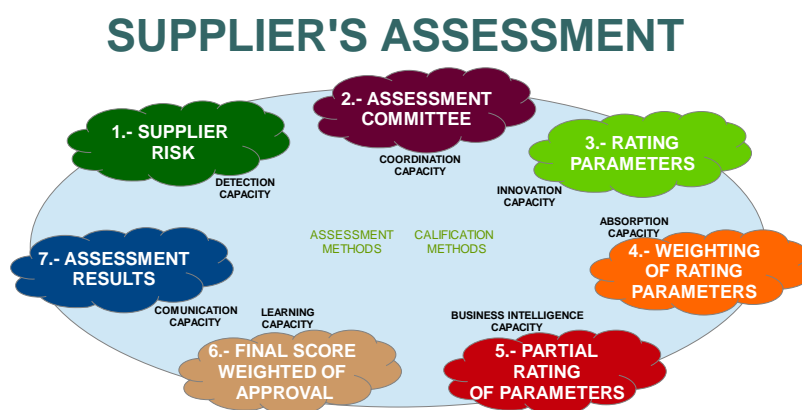 SUPPLIER'S ASSESSMENT
1.- SUPPLIER
RISK
DETECTION
CAPACITY
2.- ASSESSMENT
COMMITTEE
COORDINATION
CAPACITY
3.- RATING
PARAMETERS
INNOVATION
CAPACITY
ABSORPTION
CAPACITY
4.- WEIGHTING
OF RATING
PARAMETERS
ASSESSMENT
METHODS
CALIFICATION
METHODS
BUSINESS INTELLIGENCE
CAPACITY
5.- PARTIAL
RATING
OF PARAMETERS
LEARNING
CAPACITY
6.- FINAL SCORE
WEIGHTED OF
APPROVAL
7.- ASSESSMENT
RESULTS
COMUNICATION
CAPACITY